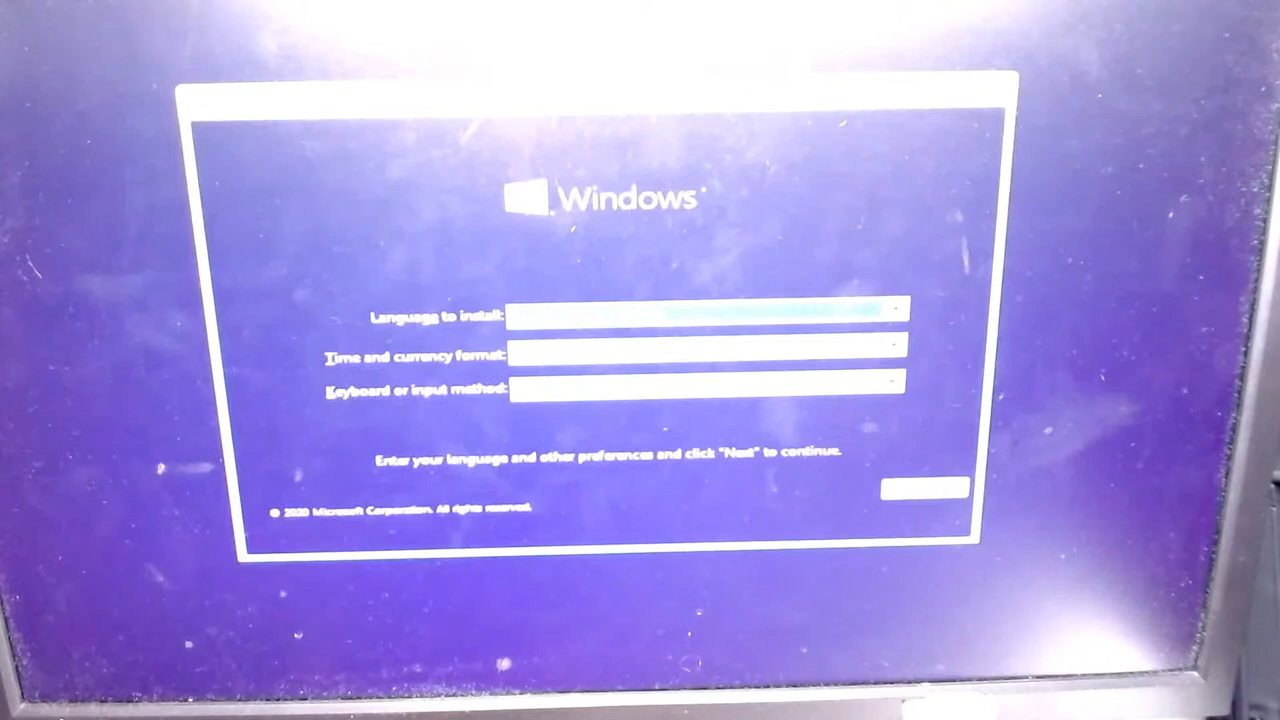 Windows
Language to install:
Time and currency format:
Keyboard or input method:
Enter your language and other preferences and click "Next" to continue.
© 2020 Microsoft Corporation. All rights reserved.